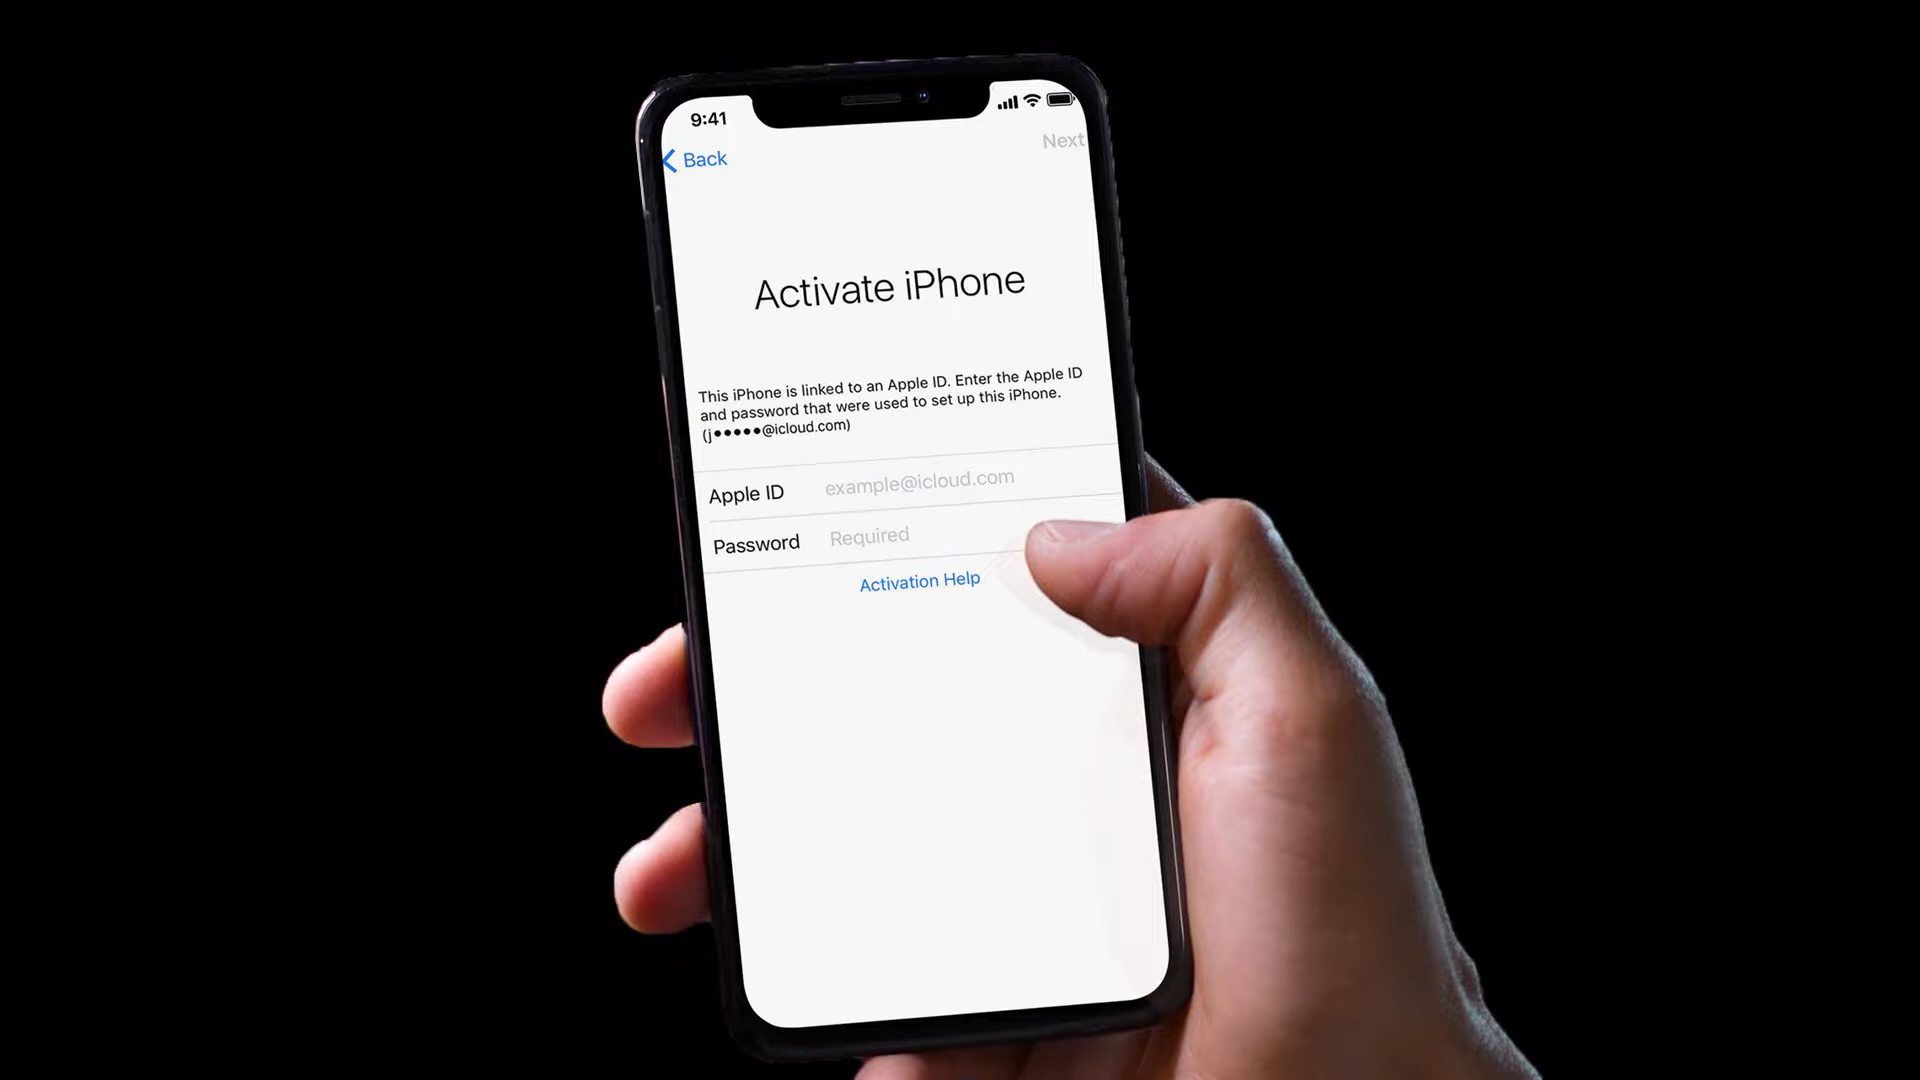 9:41
Back
Next
Activate iPhone
This iPhone is linked to an Apple ID. Enter the Apple ID
and password that were used to set up this iPhone.
(j●●●●●@icloud.com)
Apple ID example@icloud.com
Password Required
Activation Help